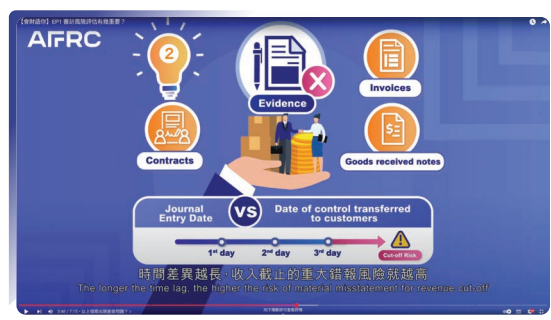 【會財語你】EP1 審計風險評估有幾重要？
AFRC
2
Evidence
Invoices
Contracts
Goods received notes
Journal
Entry Date
VS
Date of control transferred
to customers
1st day
2nd day
3rd day
Cut-off Risk
時間差異越長，收入截止的重大錯報風險就越高
The longer the time lag, the higher the risk of material misstatement for revenue cut-off